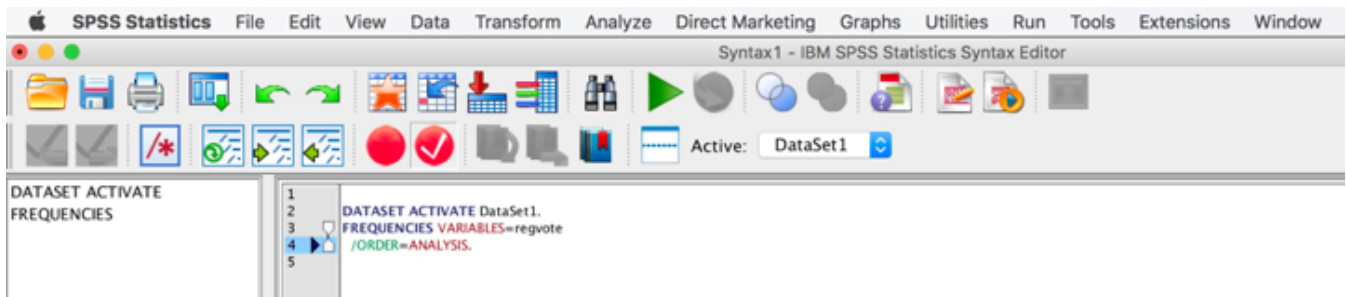 SPSS Statistics File Edit View Data Transform Analyze Direct Marketing Graphs Utilities Run Tools Extensions Window
Syntax1 - IBM SPSS Statistics Syntax Editor
/*
Active: DataSet1
DATASET ACTIVATE
FREQUENCIES
1
2 DATASET ACTIVATE DataSet1.
3 FREQUENCIES VARIABLES=regvote
4 /ORDER=ANALYSIS.
5